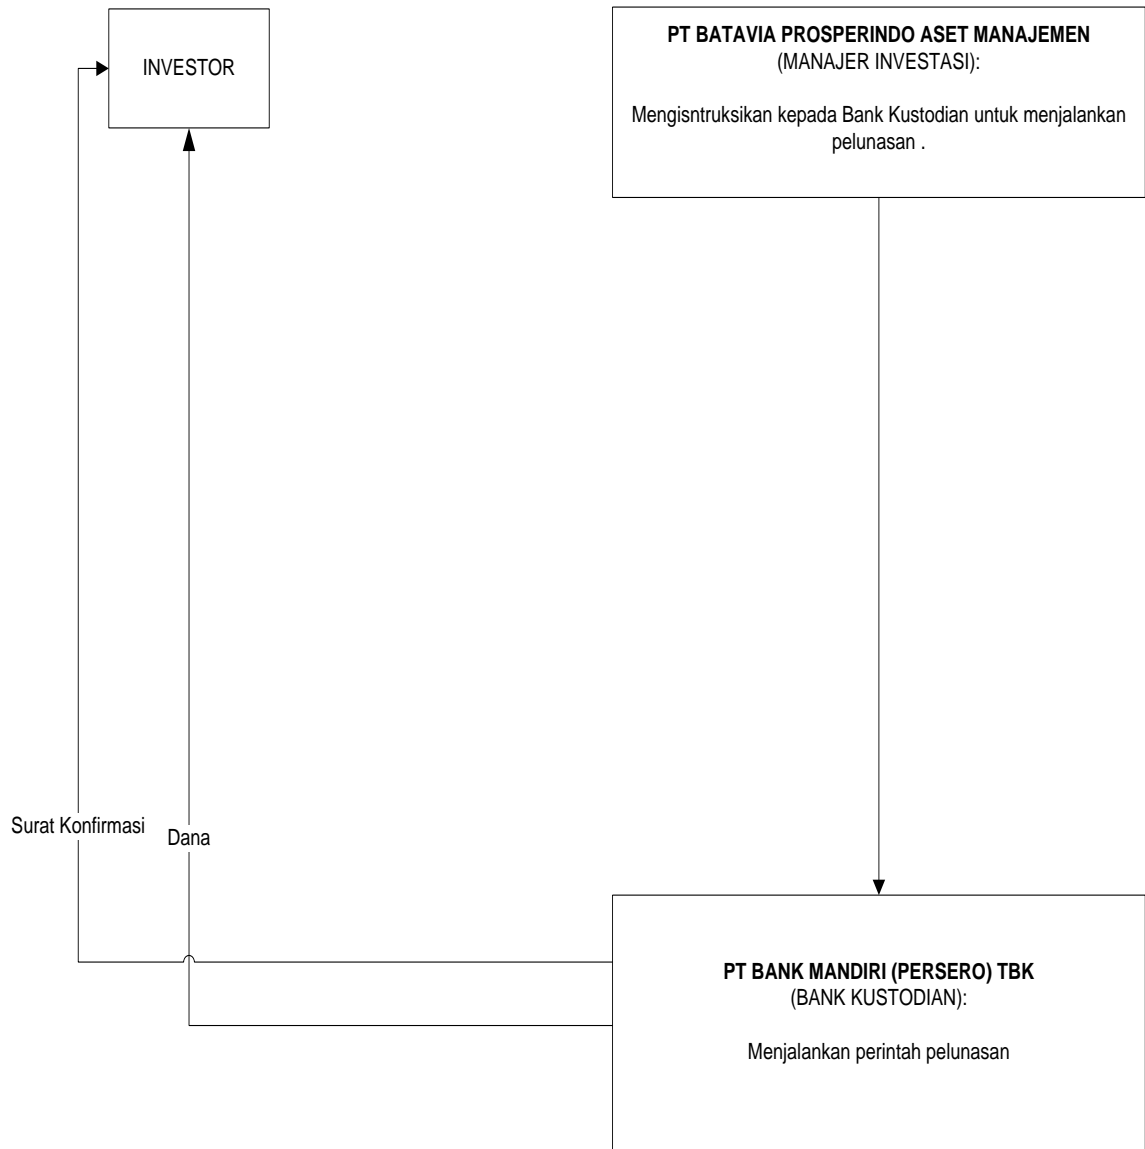 INVESTOR
PT BATAVIA PROSPERINDO ASET MANAJEMEN
(MANAJER INVESTASI):
Mengisntruksikan kepada Bank Kustodian untuk menjalankan
pelunasan .
Surat Konfirmasi
Dana
PT BANK MANDIRI (PERSERO) TBK
(BANK KUSTODIAN):
Menjalankan perintah pelunasan